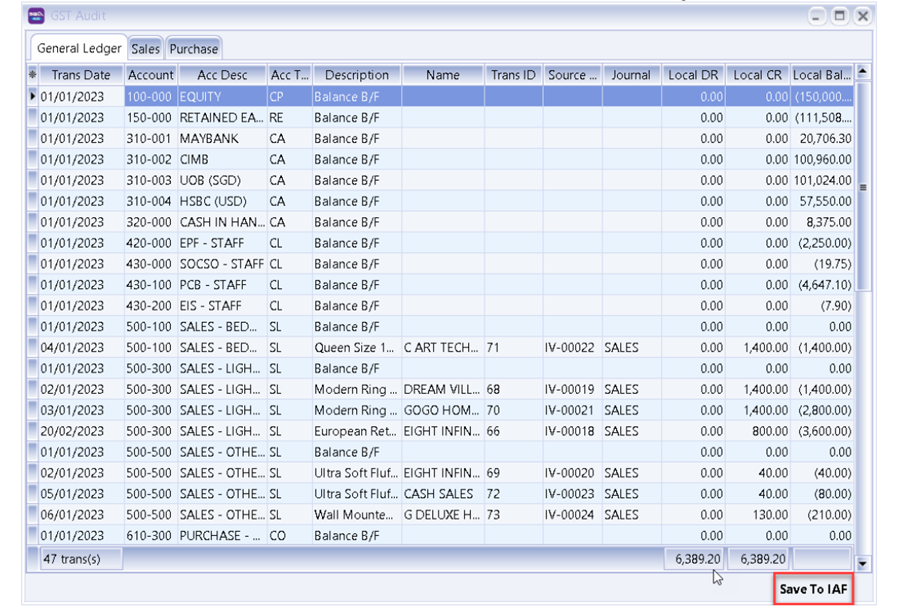 GST Audit
General Ledger Sales Purchase
Trans Date Account Acc Desc Acc T... Description Name Trans ID Source ... Journal Local DR Local CR Local Bal...
01/01/2023 100-000 EQUITY CP Balance B/F 0.00 0.00 (150,000....
01/01/2023 150-000 RETAINED EA... RE Balance B/F 0.00 0.00 (111,508....
01/01/2023 310-001 MAYBANK CA Balance B/F 0.00 0.00 20,706.30
01/01/2023 310-002 CIMB CA Balance B/F 0.00 0.00 100,960.00
01/01/2023 310-003 UOB (SGD) CA Balance B/F 0.00 0.00 101,024.00
01/01/2023 310-004 HSBC (USD) CA Balance B/F 0.00 0.00 57,550.00
01/01/2023 320-000 CASH IN HAN... CA Balance B/F 0.00 0.00 8,375.00
01/01/2023 420-000 EPF - STAFF CL Balance B/F 0.00 0.00 (2,250.00)
01/01/2023 430-000 SOCSO - STAFF CL Balance B/F 0.00 0.00 (19.75)
01/01/2023 430-100 PCB - STAFF CL Balance B/F 0.00 0.00 (4,647.10)
01/01/2023 430-200 EIS - STAFF CL Balance B/F 0.00 0.00 (7.90)
01/01/2023 500-100 SALES - BED... SL Balance B/F 0.00 0.00 0.00
04/01/2023 500-100 SALES - BED... SL Queen Size 1... C ART TECH... 71 IV-00022 SALES 0.00 1,400.00 (1,400.00)
01/01/2023 500-300 SALES - LIGH... SL Balance B/F 0.00 0.00 0.00
02/01/2023 500-300 SALES - LIGH... SL Modern Ring ... DREAM VILL... 68 IV-00019 SALES 0.00 1,400.00 (1,400.00)
03/01/2023 500-300 SALES - LIGH... SL Modern Ring ... GOGO HOM... 70 IV-00021 SALES 0.00 1,400.00 (2,800.00)
20/02/2023 500-300 SALES - LIGH... SL European Ret... EIGHT INFIN... 66 IV-00018 SALES 0.00 800.00 (3,600.00)
01/01/2023 500-500 SALES - OTHE... SL Balance B/F 0.00 0.00 0.00
02/01/2023 500-500 SALES - OTHE... SL Ultra Soft Fluf... EIGHT INFIN... 69 IV-00020 SALES 0.00 40.00 (40.00)
05/01/2023 500-500 SALES - OTHE... SL Ultra Soft Fluf... CASH SALES 72 IV-00023 SALES 0.00 40.00 (80.00)
06/01/2023 500-500 SALES - OTHE... SL Wall Mounte... G DELUXE H... 73 IV-00024 SALES 0.00 130.00 (210.00)
01/01/2023 610-300 PURCHASE - ... CO Balance B/F 0.00 0.00 0.00
47 trans(s) 6,389.20 6,389.20
Save To IAF